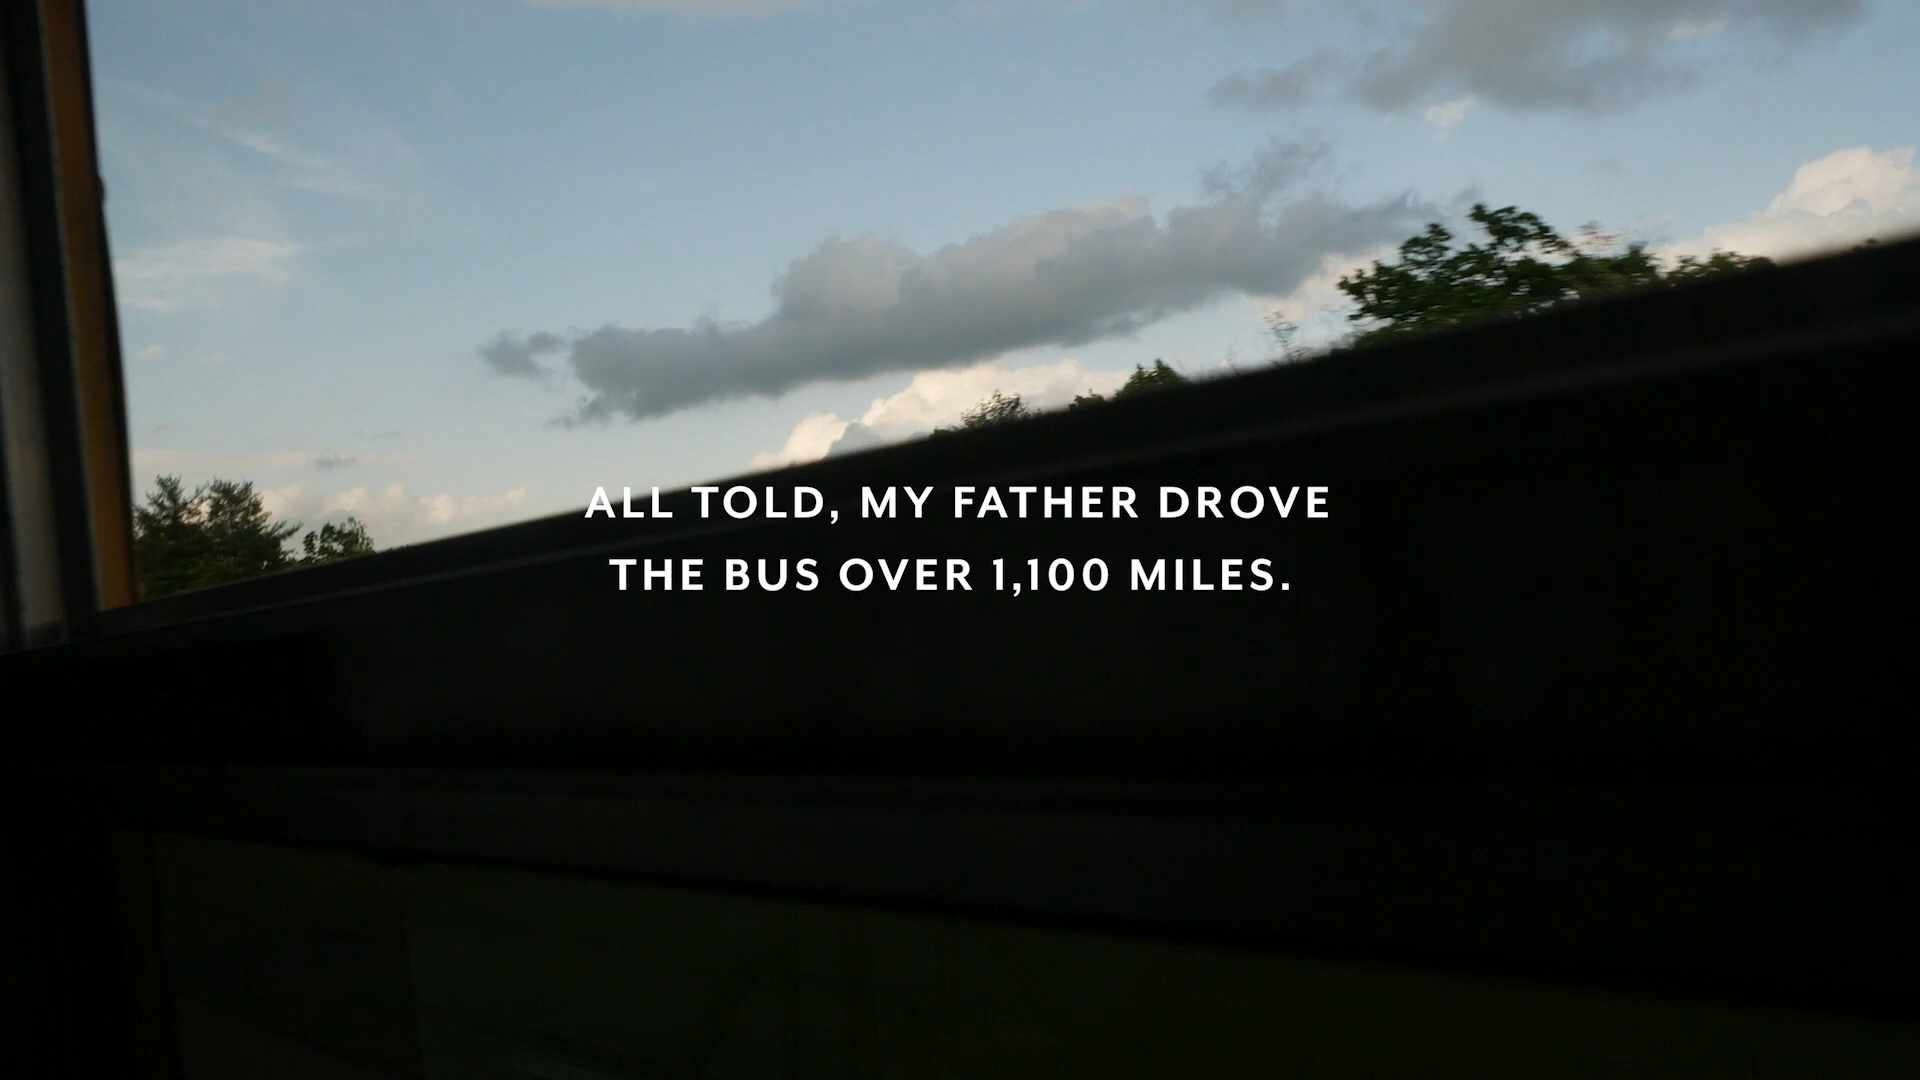 ALL TOLD, MY FATHER DROVE
THE BUS OVER 1,100 MILES.